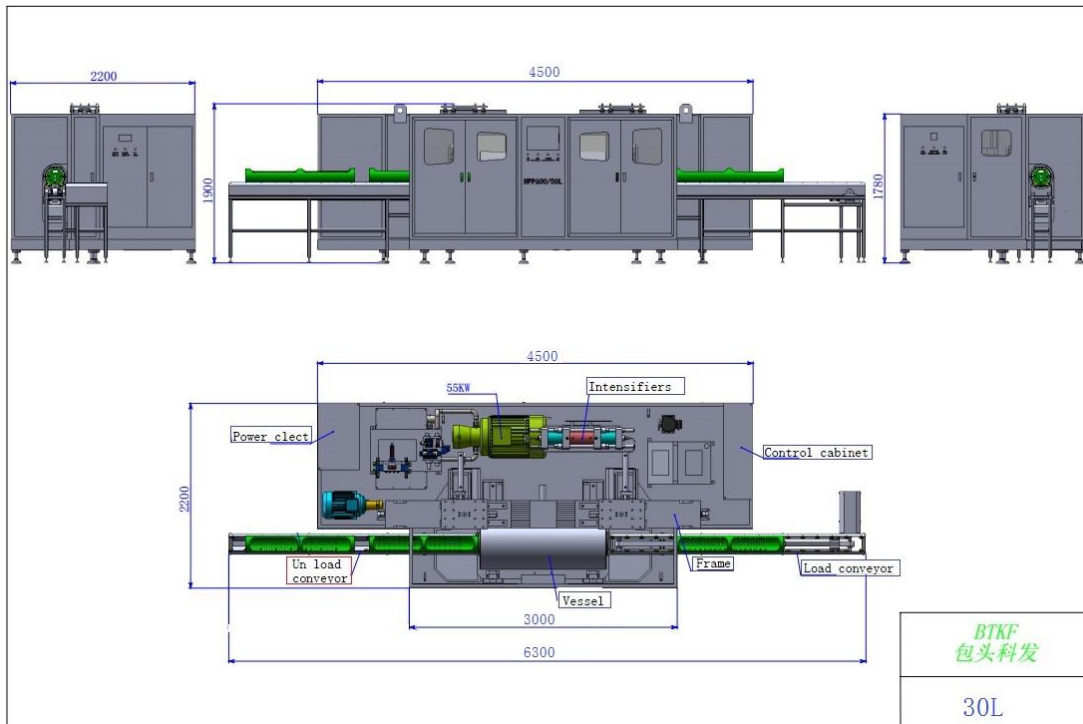 2200
4500
1900
HPP600/50L
1780
4500
55KW
Intensifiers
Power clect
Control cabinet
2200
Un load
conveyor
Frame
Load conveyor
Vessel
3000
6300
BTKF
包头科发
30L